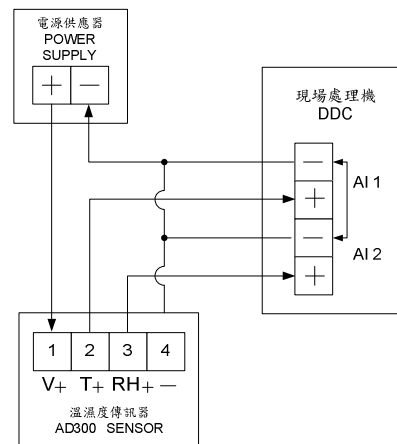 電源供應器
POWER
SUPPLY
+ −
現場處理機
DDC
−
+
−
+
AI 1
AI 2
1 2 3 4
V+ T+ RH+ −
溫濕度傳訊器
AD300 SENSOR